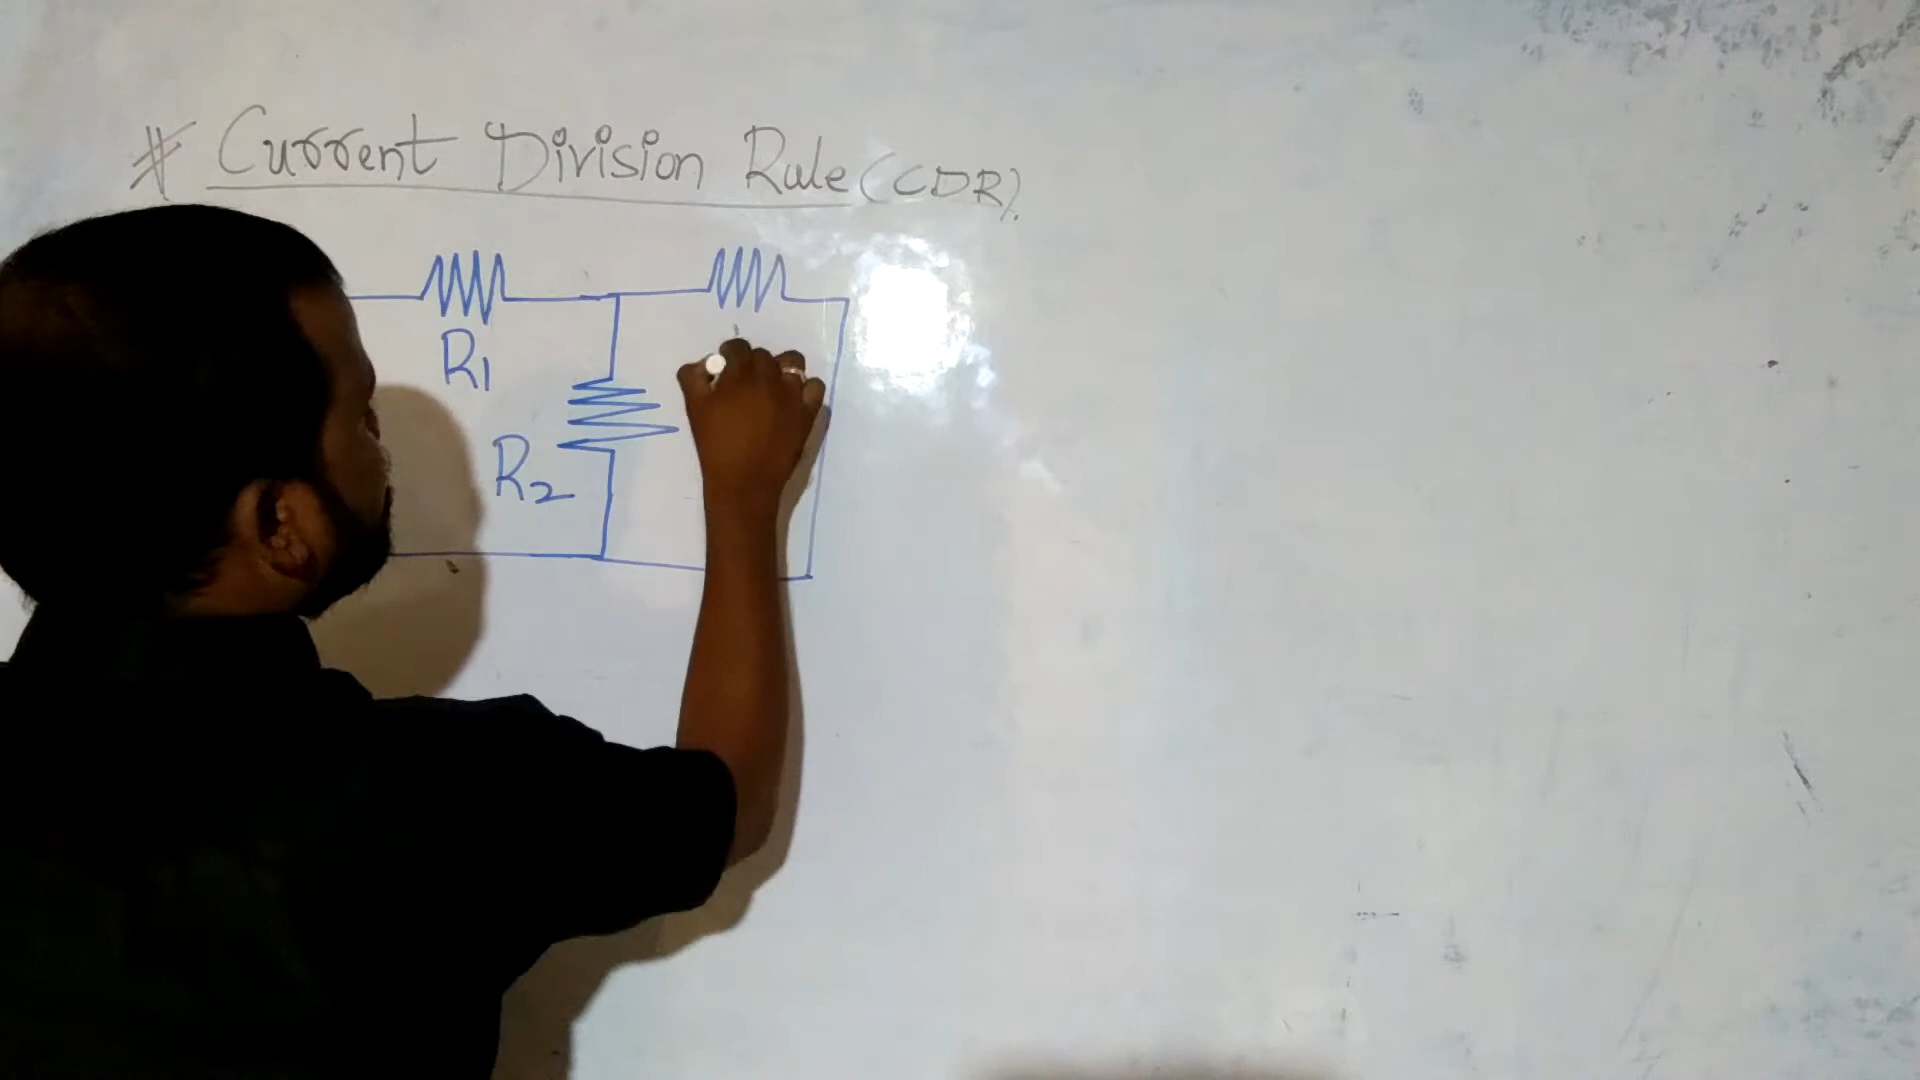 * Current Division Rule (CDR).
R1
R2